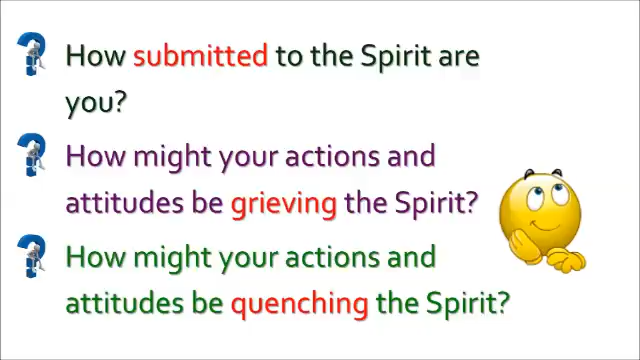 How submitted to the Spirit are
you?
How might your actions and
attitudes be grieving the Spirit?
How might your actions and
attitudes be quenching the Spirit?